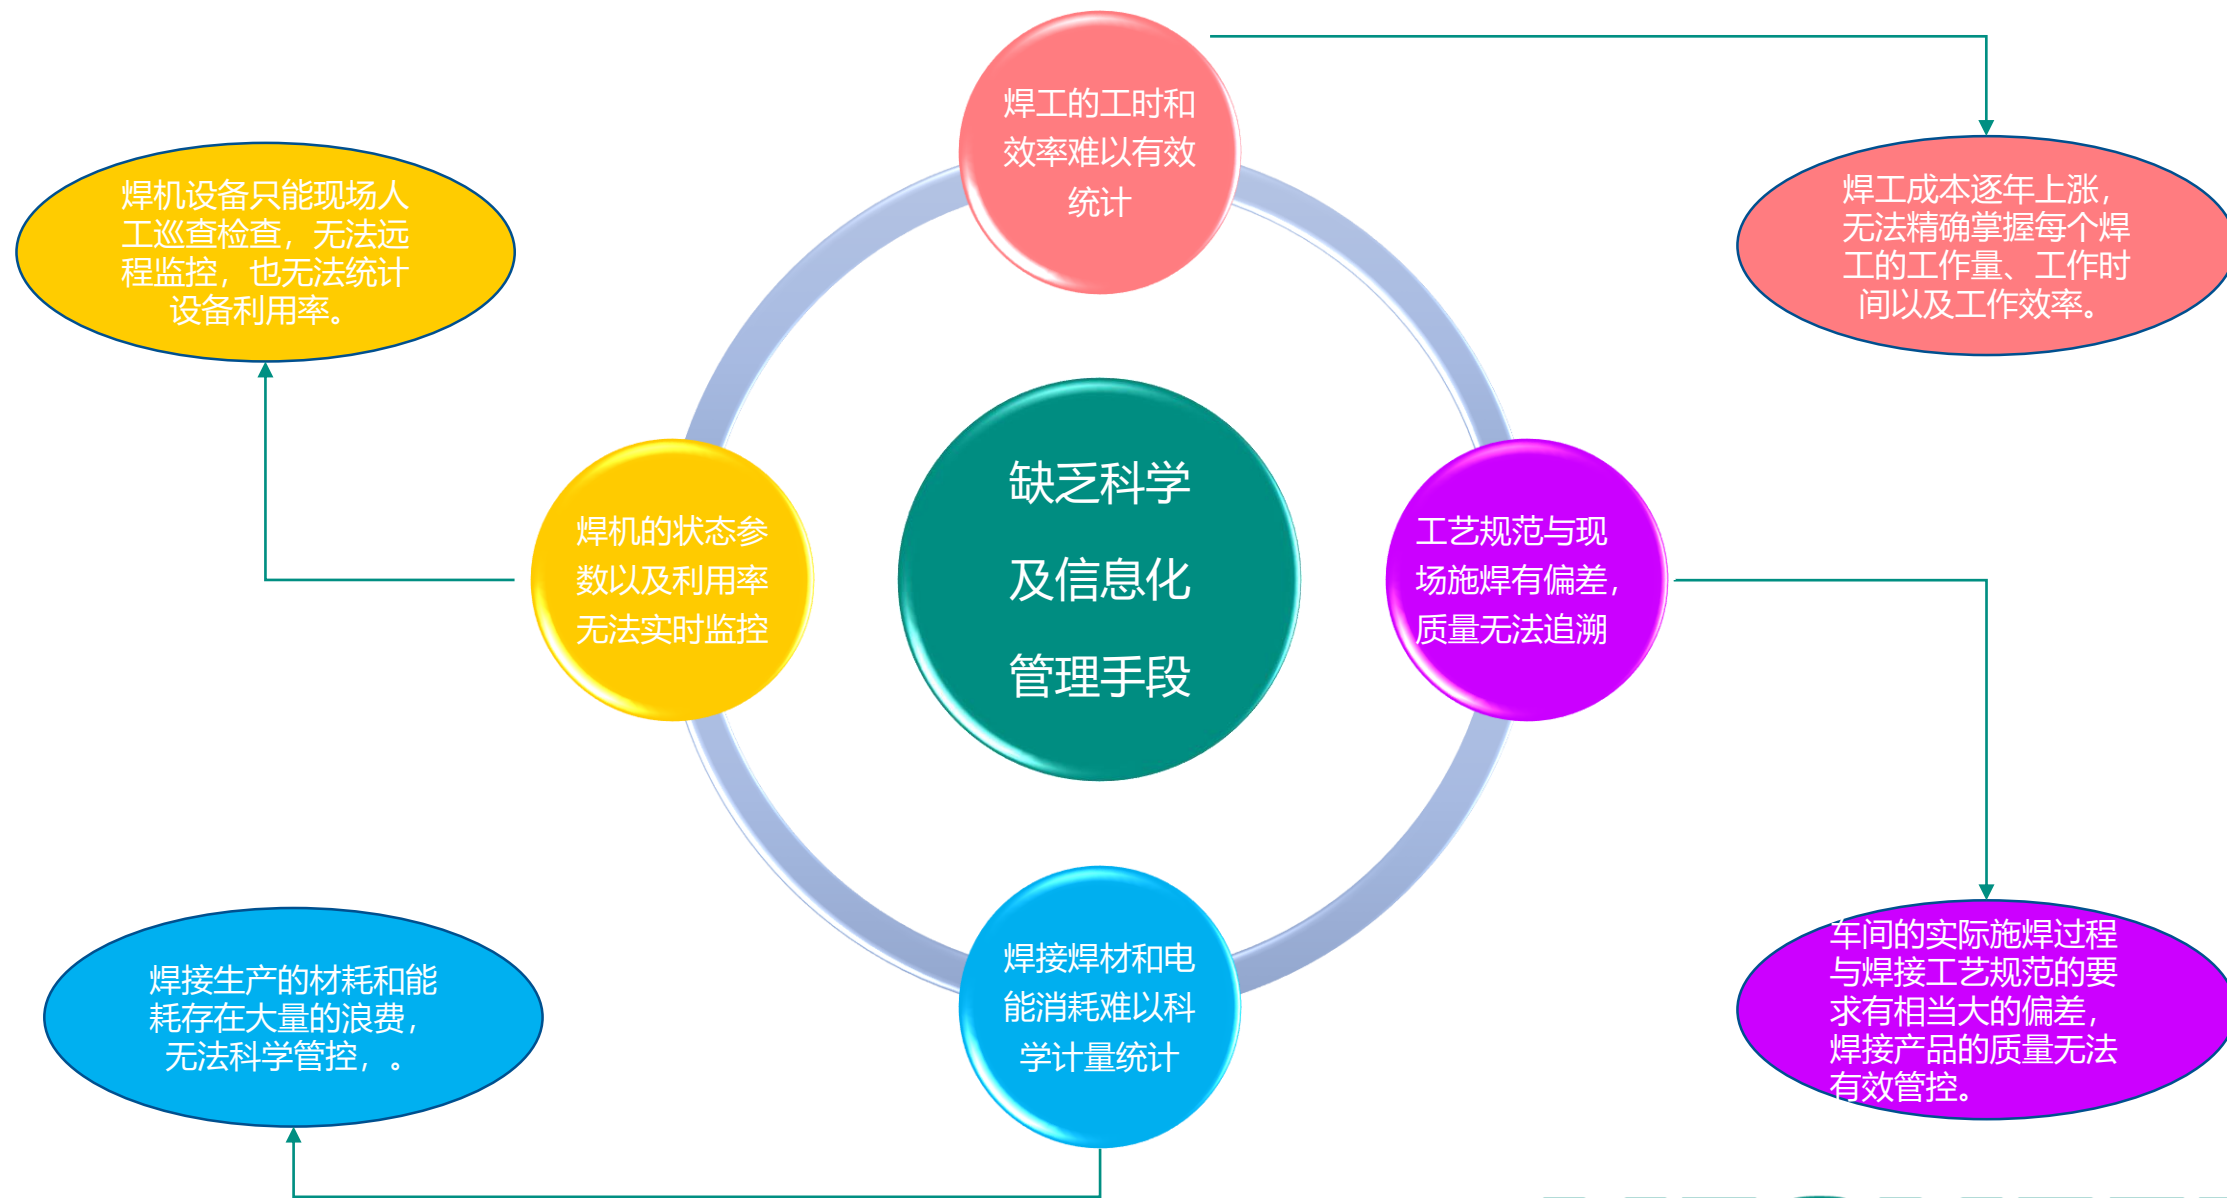 焊工的工时和
效率难以有效
统计
焊工成本逐年上涨，
无法精确掌握每个焊
工的工作量、工作时
间以及工作效率。
焊机设备只能现场人
工巡查检查，无法远
程监控，也无法统计
设备利用率。
焊机的状态参
数以及利用率
无法实时监控
缺乏科学
及信息化
管理手段
工艺规范与现
场施焊有偏差，
质量无法追溯
焊接生产的材耗和能
耗存在大量的浪费，
无法科学管控，。
焊接焊材和电
能消耗难以科
学计量统计
车间的实际施焊过程
与焊接工艺规范的要
求有相当大的偏差，
焊接产品的质量无法
有效管控。